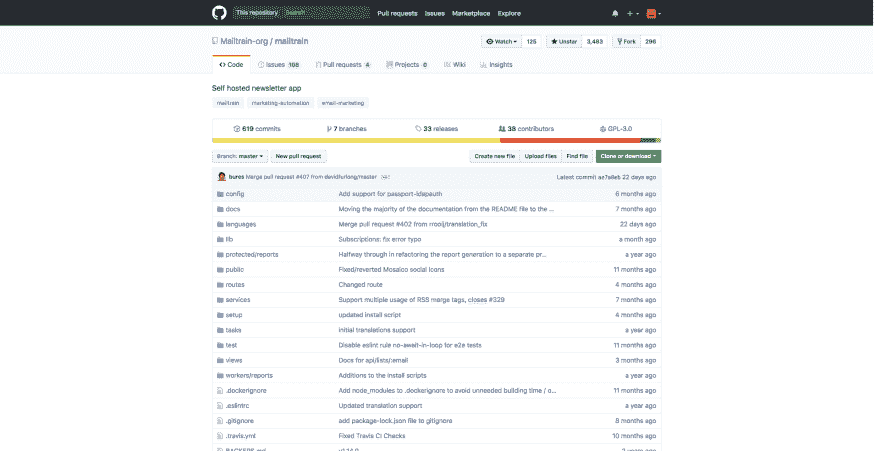 This repository Search Pull requests Issues Marketplace Explore
Mailtrain-org / mailtrain Watch 125 Unstar 3,483 Fork 296
Code Issues 108 Pull requests 4 Projects 0 Wiki Insights
Self hosted newsletter app
mailtrain marketing-automation email-marketing
619 commits 7 branches 33 releases 38 contributors GPL-3.0
Branch: master New pull request Create new file Upload files Find file Clone or download
bures Merge pull request #407 from davidfurlong/master Latest commit 22 days ago
config Add support for passport-ldapauth 6 months ago
docs Moving the majority of the documentation from the README file to the ... 7 months ago
languages Merge pull request #402 from rrooij/translation_fix 22 days ago
lib Subscriptions: fix error typo a month ago
protected/reports Halfway through in refactoring the report generation to a separate pr... a year ago
public Fixed/reverted Mosaico social icons 11 months ago
routes Changed route 4 months ago
services Support multiple usage of RSS merge tags, closes #329 7 months ago
setup updated install script 4 months ago
tasks initial translations support a year ago
test Disable eslint rule no-await-in-loop for e2e tests 11 months ago
views Docs for api/lists/:email 3 months ago
workers/reports Additions to the install scripts a year ago
.dockerignore Add node_modules to .dockerignore to avoid unneeded building time / o... 11 months ago
.eslintrc Updated translation support a year ago
.gitignore add package-lock.json file to gitignore 8 months ago
.travis.yml Fixed Travis CI Checks 10 months ago